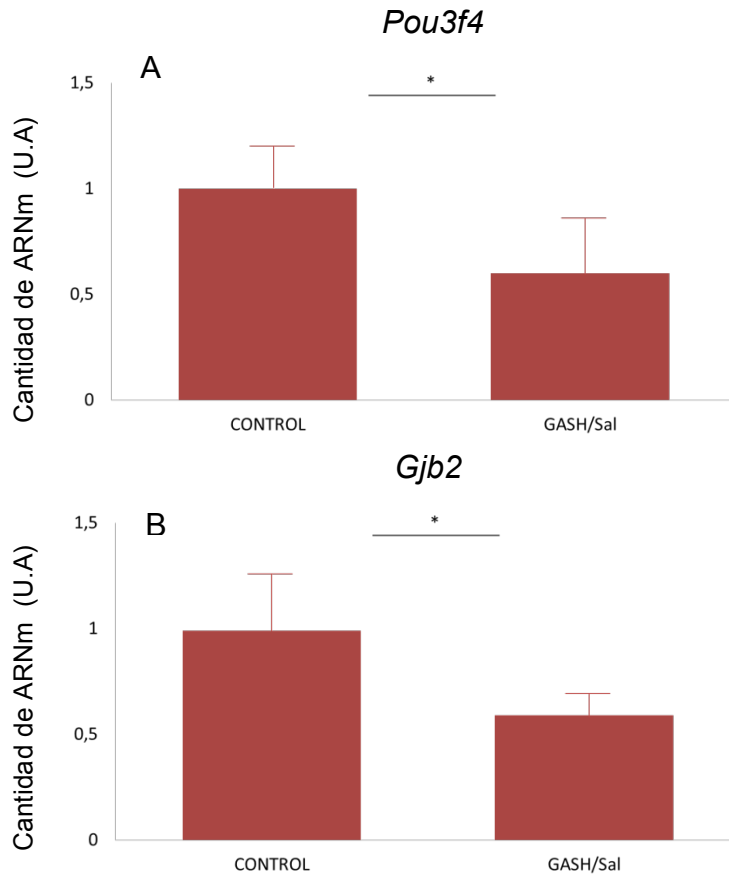 Pou3f4
A
*
Cantidad de ARNm (U.A)
1,5
1
0,5
0
CONTROL GASH/Sal
Gjb2
B
*
Cantidad de ARNm (U.A)
1,5
1
0,5
0
CONTROL GASH/Sal